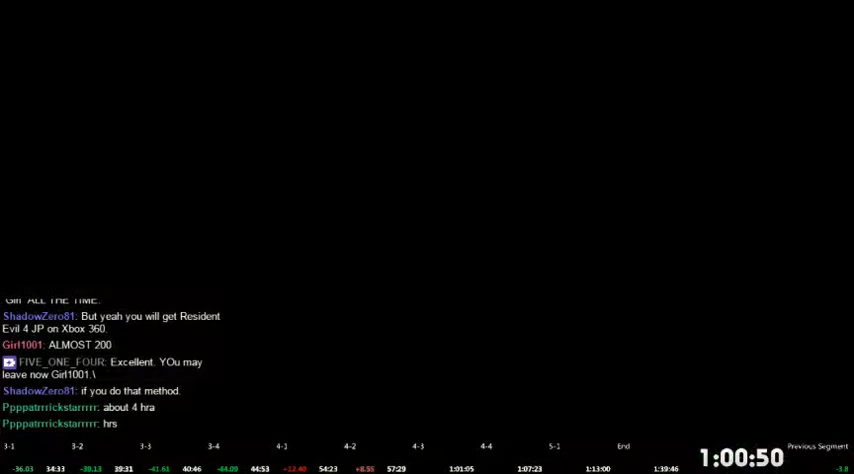 Girl" ALL THE TIME.
ShadowZero81: But yeah you will get Resident
Evil 4 JP on Xbox 360.
Girl1001: ALMOST 200
FIVE_ONE_FOUR: Excellent. YOu may
leave now Girl1001.\
ShadowZero81: if you do that method.
Ppppatrrrickstarrrrr: about 4 hra
Ppppatrrrickstarrrrr: hrs
3-1 3-2 3-3 3-4 4-1 4-2 4-3 4-4 5-1 End
-36.03 34:33 -39.13 39:31 -41.61 40:46 -44.09 44:53 +12.40 54:23 +8.55 57:29 1:01:05 1:07:23 1:13:00 1:39:46
1:00:50
Previous Segment
-3.8